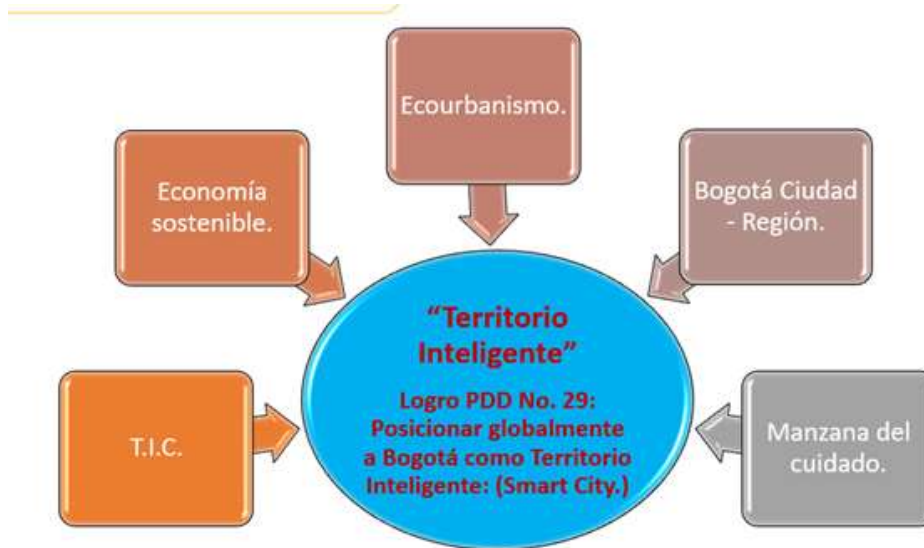 Ecourbanismo.
Economía
sostenible.
Bogotá Ciudad
- Región.
“Territorio
Inteligente”
Logro PDD No. 29:
Posicionar globalmente
a Bogotá como Territorio
Inteligente: (Smart City.)
T.I.C.
Manzana del
cuidado.